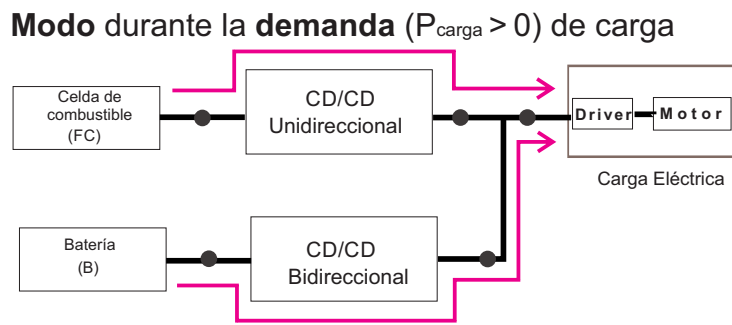 Modo durante la demanda (Pcarga > 0) de carga
Celda de
combustible
(FC)
CD/CD
Unidireccional
Driver
Motor
Carga Eléctrica
Batería
(B)
CD/CD
Bidireccional